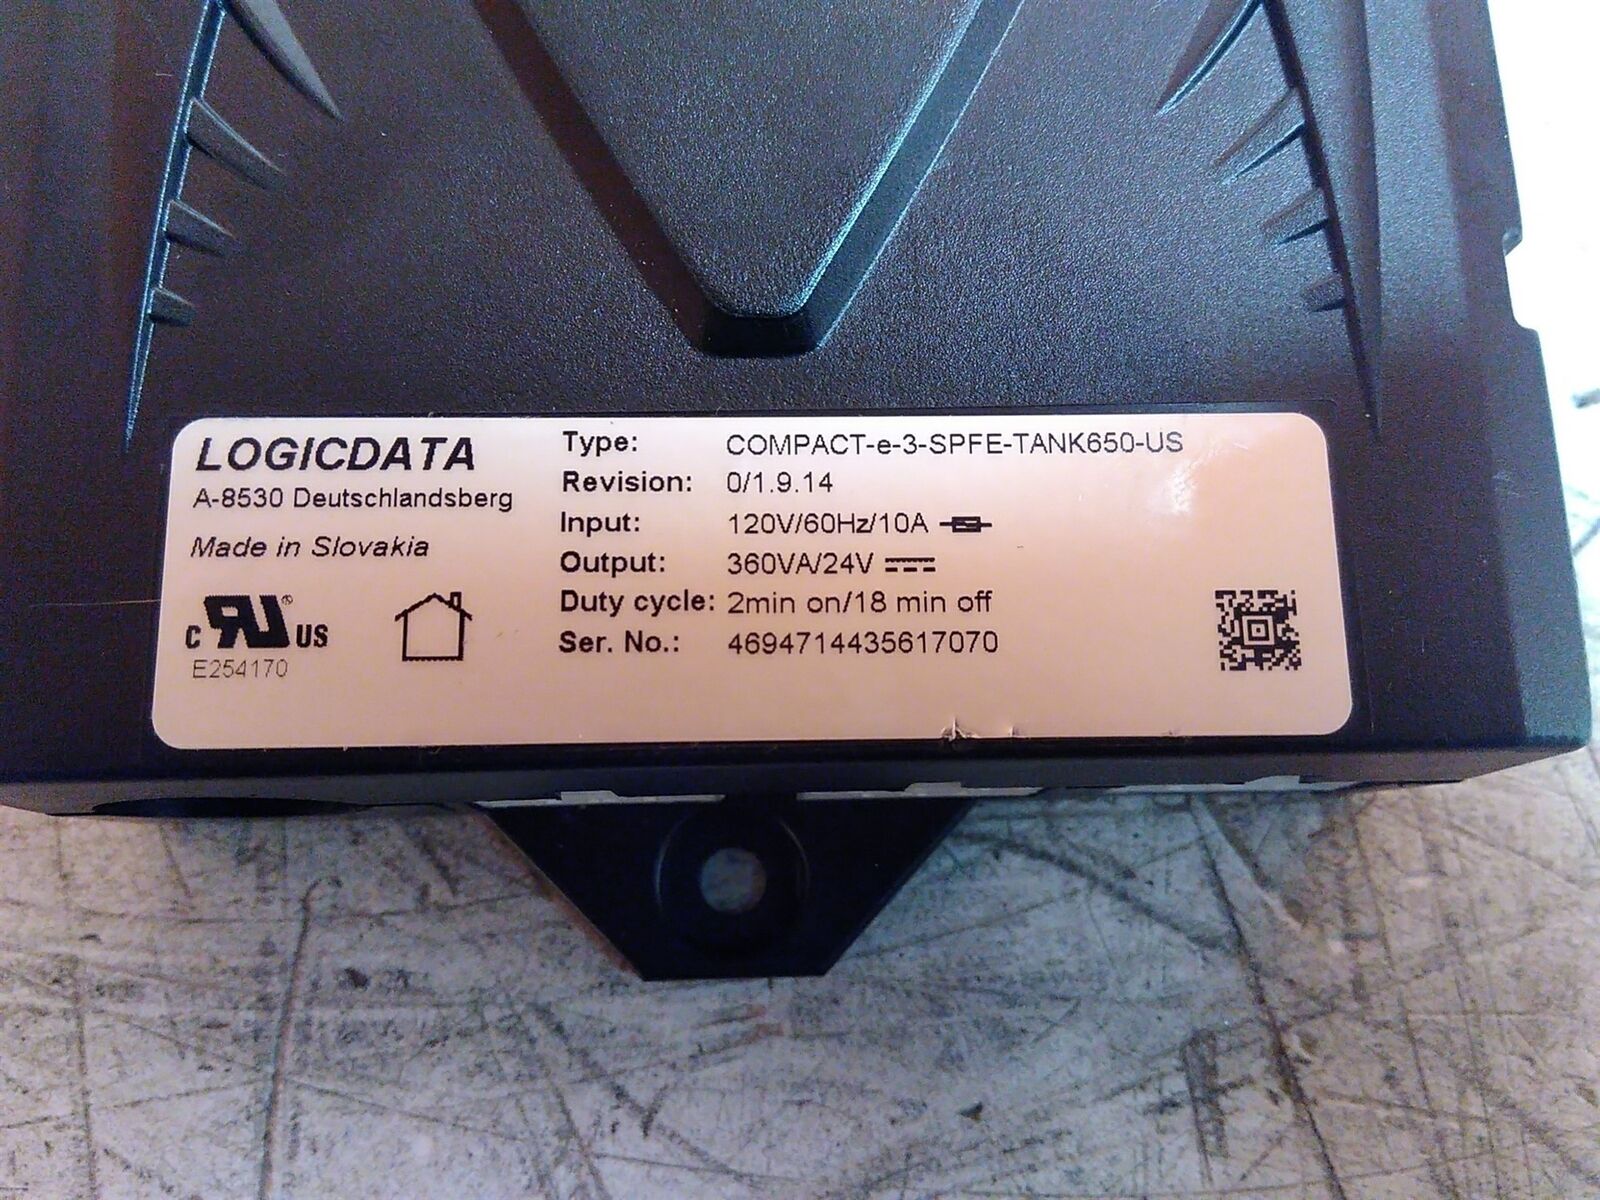 LOGICDATA
A-8530 Deutschlandsberg
Made in Slovakia
C RU® US
E254170
Type: COMPACT-e-3-SPFE-TANK650-US
Revision: 0/1.9.14
Input: 120V/60Hz/10A
Output: 360VA/24V
Duty cycle: 2min on/18 min off
Ser. No.: 4694714435617070